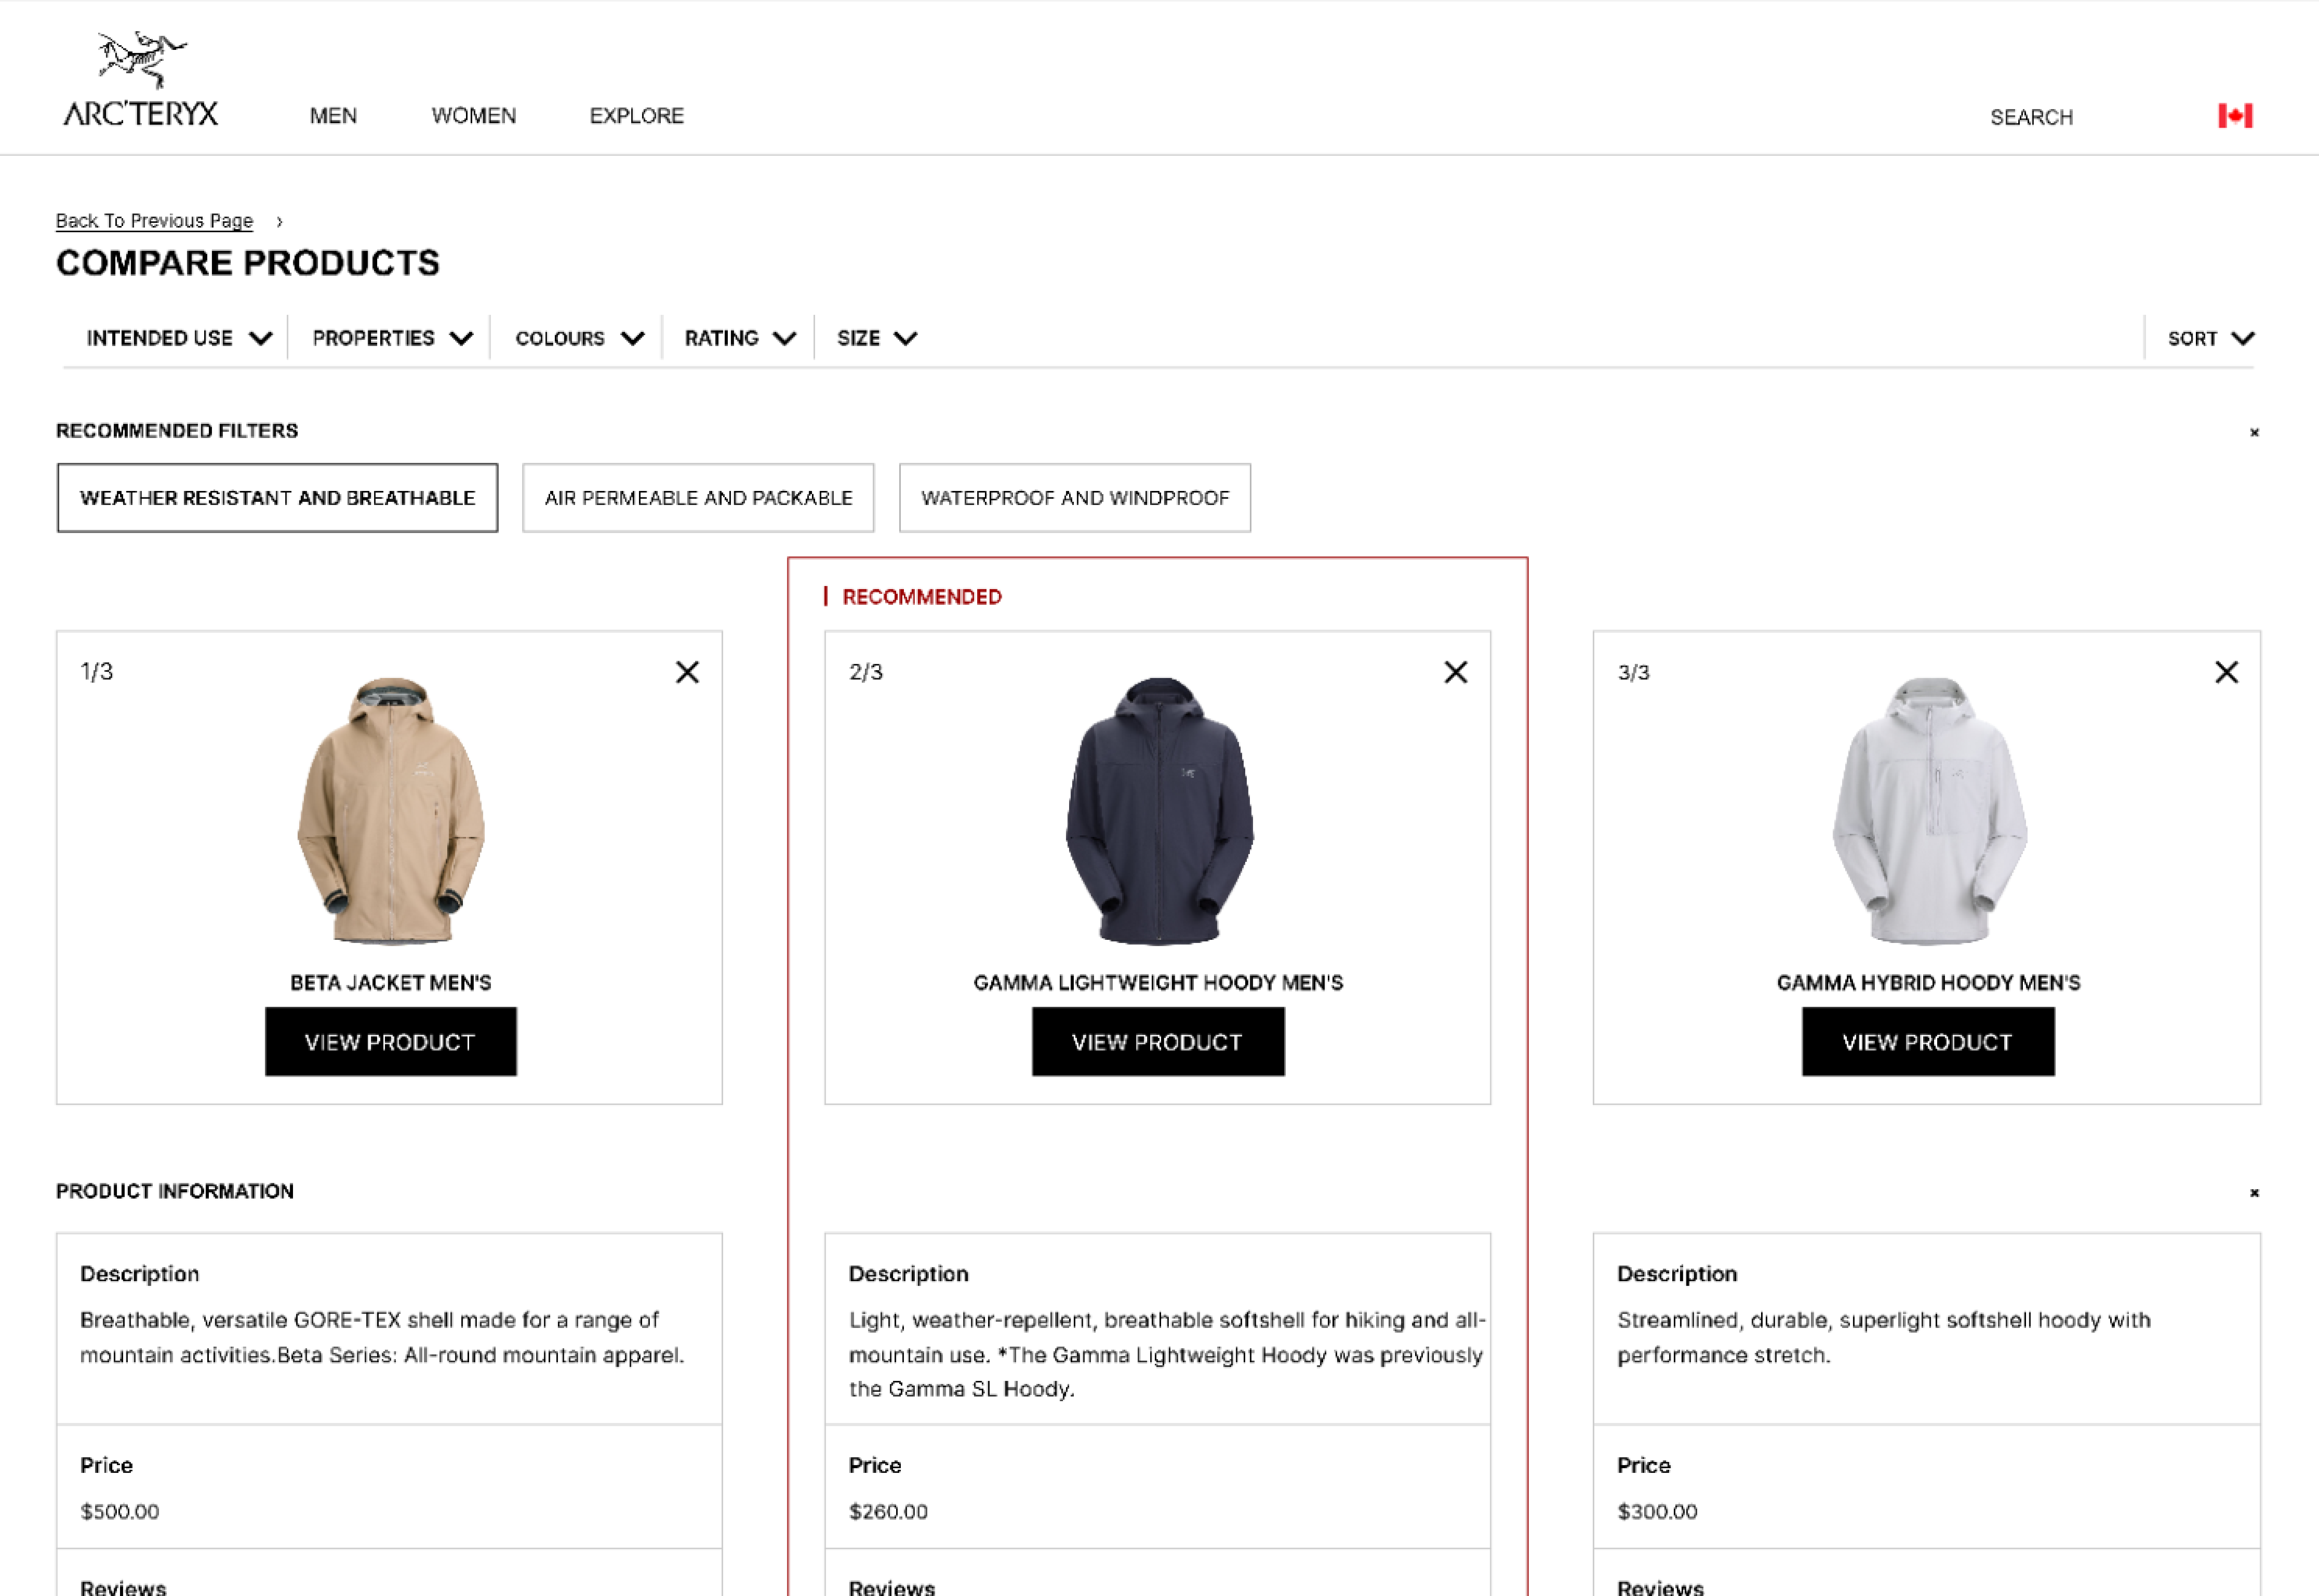 ARC'TERYX
MEN WOMEN EXPLORE SEARCH
Back To Previous Page ›
COMPARE PRODUCTS
INTENDED USE PROPERTIES COLOURS RATING SIZE SORT
RECOMMENDED FILTERS
WEATHER RESISTANT AND BREATHABLE AIR PERMEABLE AND PACKABLE WATERPROOF AND WINDPROOF
RECOMMENDED
1/3 2/3 3/3
BETA JACKET MEN'S GAMMA LIGHTWEIGHT HOODY MEN'S GAMMA HYBRID HOODY MEN'S
VIEW PRODUCT VIEW PRODUCT VIEW PRODUCT
PRODUCT INFORMATION
Description
Breathable, versatile GORE-TEX shell made for a range of
mountain activities.Beta Series: All-round mountain apparel.
Description
Light, weather-repellent, breathable softshell for hiking and all-
mountain use. *The Gamma Lightweight Hoody was previously
the Gamma SL Hoody.
Description
Streamlined, durable, superlight softshell hoody with
performance stretch.
Price Price Price
$500.00 $260.00 $300.00
Reviews Reviews Reviews